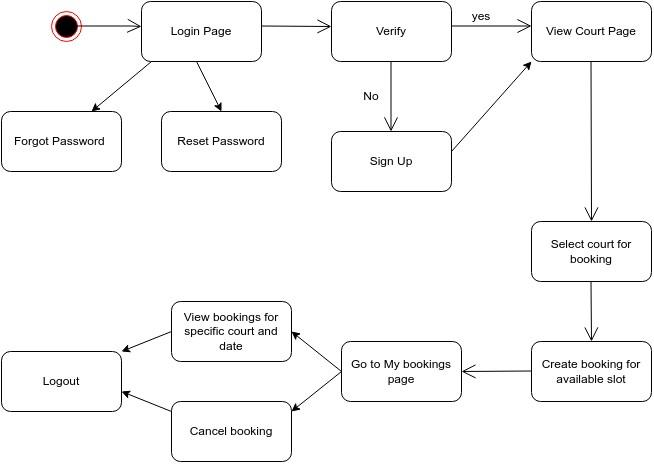 Login Page
Verify
yes
View Court Page
No
Forgot Password
Reset Password
Sign Up
Select court for
booking
View bookings for
specific court and
date
Go to My bookings
page
Create booking for
available slot
Logout
Cancel booking